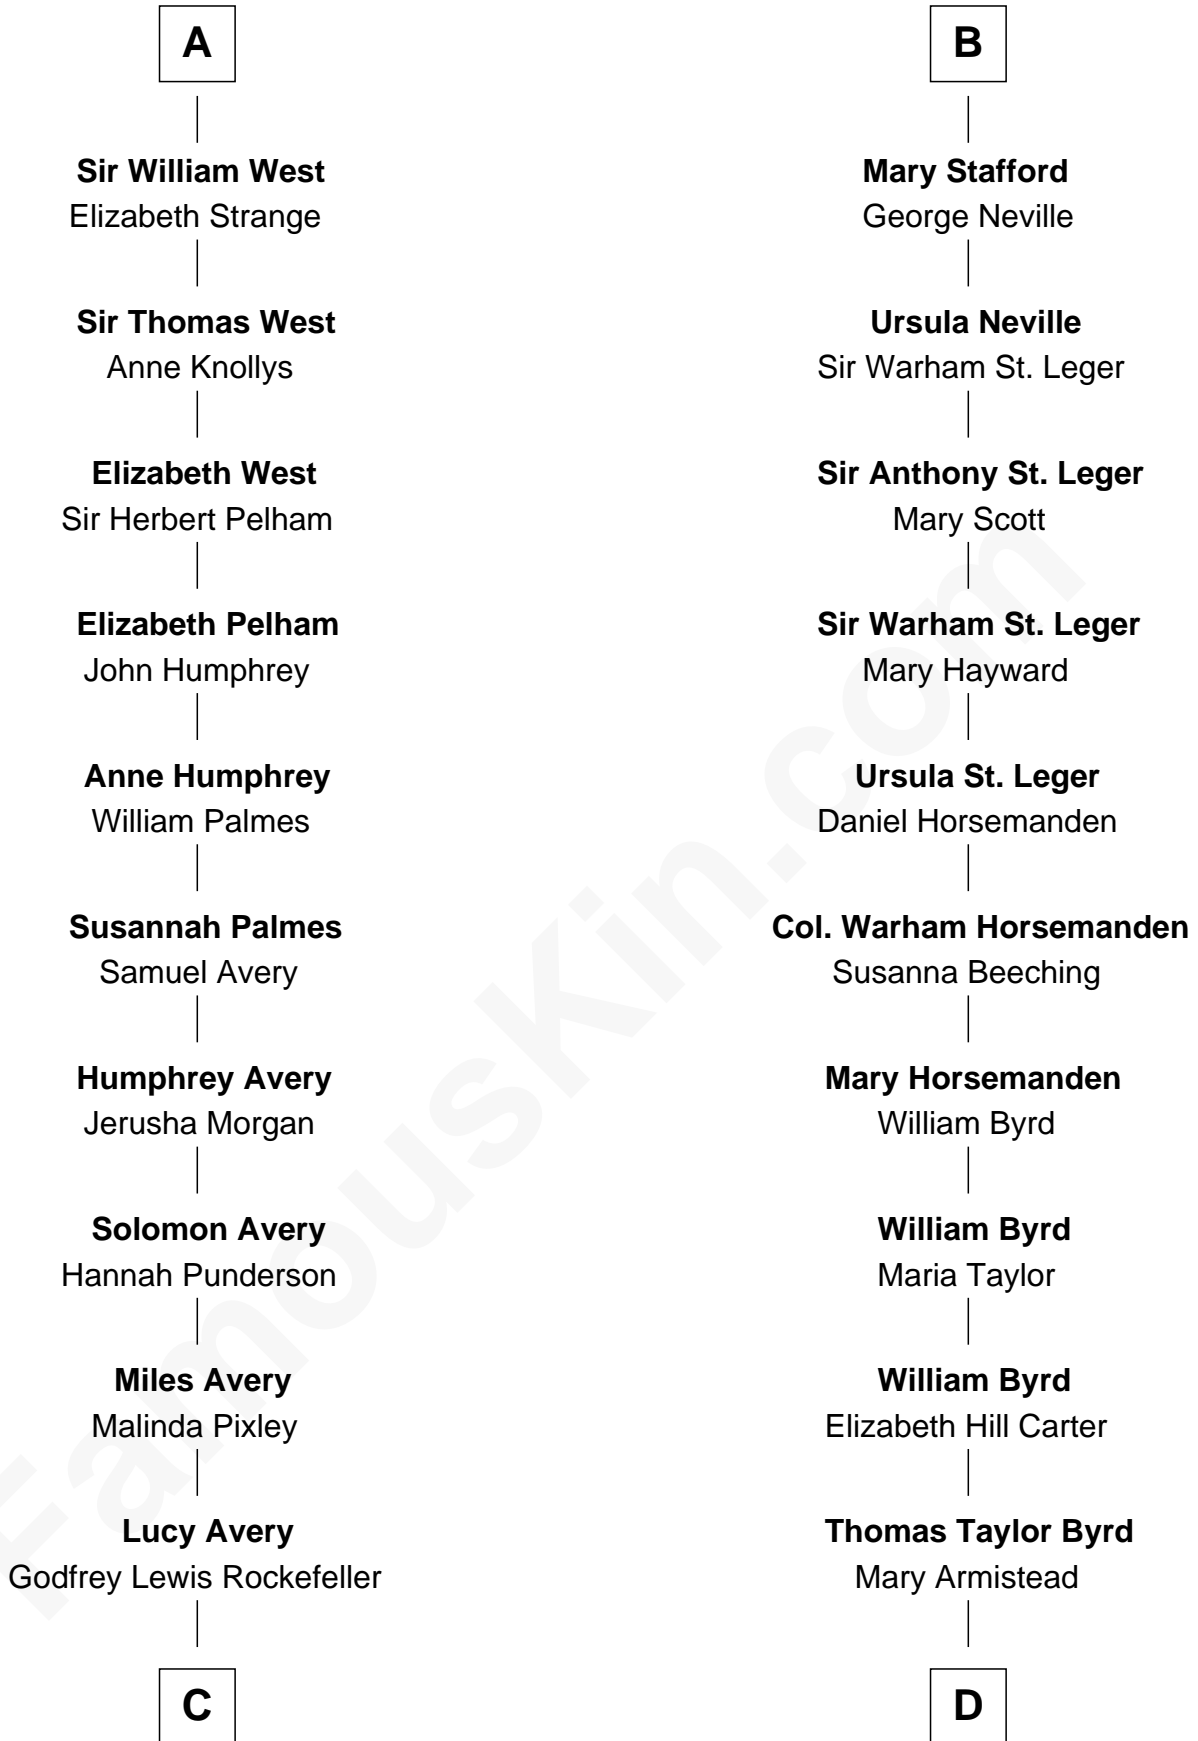 A
Sir William West
Elizabeth Strange
Sir Thomas West
Anne Knollys
Elizabeth West
Sir Herbert Pelham
Elizabeth Pelham
John Humphrey
Anne Humphrey
William Palmes
Susannah Palmes
Samuel Avery
Humphrey Avery
Jerusha Morgan
Solomon Avery
Hannah Punderson
Miles Avery
Malinda Pixley
Lucy Avery
Godfrey Lewis Rockefeller
C
B
Mary Stafford
George Neville
Ursula Neville
Sir Warham St. Leger
Sir Anthony St. Leger
Mary Scott
Sir Warham St. Leger
Mary Hayward
Ursula St. Leger
Daniel Horsemanden
Col. Warham Horsemanden
Susanna Beeching
Mary Horsemanden
William Byrd
William Byrd
Maria Taylor
William Byrd
Elizabeth Hill Carter
Thomas Taylor Byrd
Mary Armistead
D
FamousKin.com